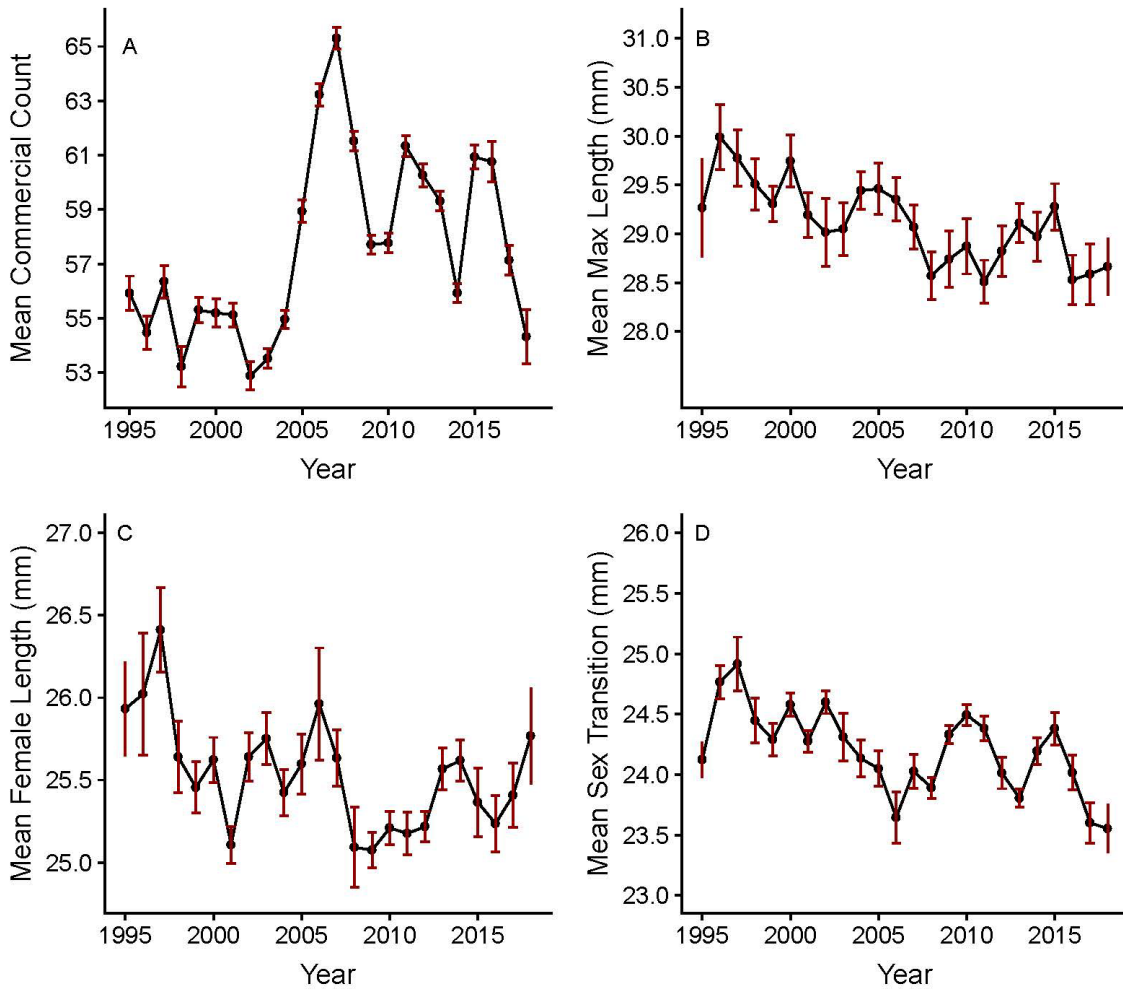 A
Mean Commercial Count
65
63
61
59
57
55
53
1995 2000 2005 2010 2015
Year
B
Mean Max Length (mm)
31.0
30.5
30.0
29.5
29.0
28.5
28.0
1995 2000 2005 2010 2015
Year
C
Mean Female Length (mm)
27.0
26.5
26.0
25.5
25.0
1995 2000 2005 2010 2015
Year
D
Mean Sex Transition (mm)
26.0
25.5
25.0
24.5
24.0
23.5
23.0
1995 2000 2005 2010 2015
Year